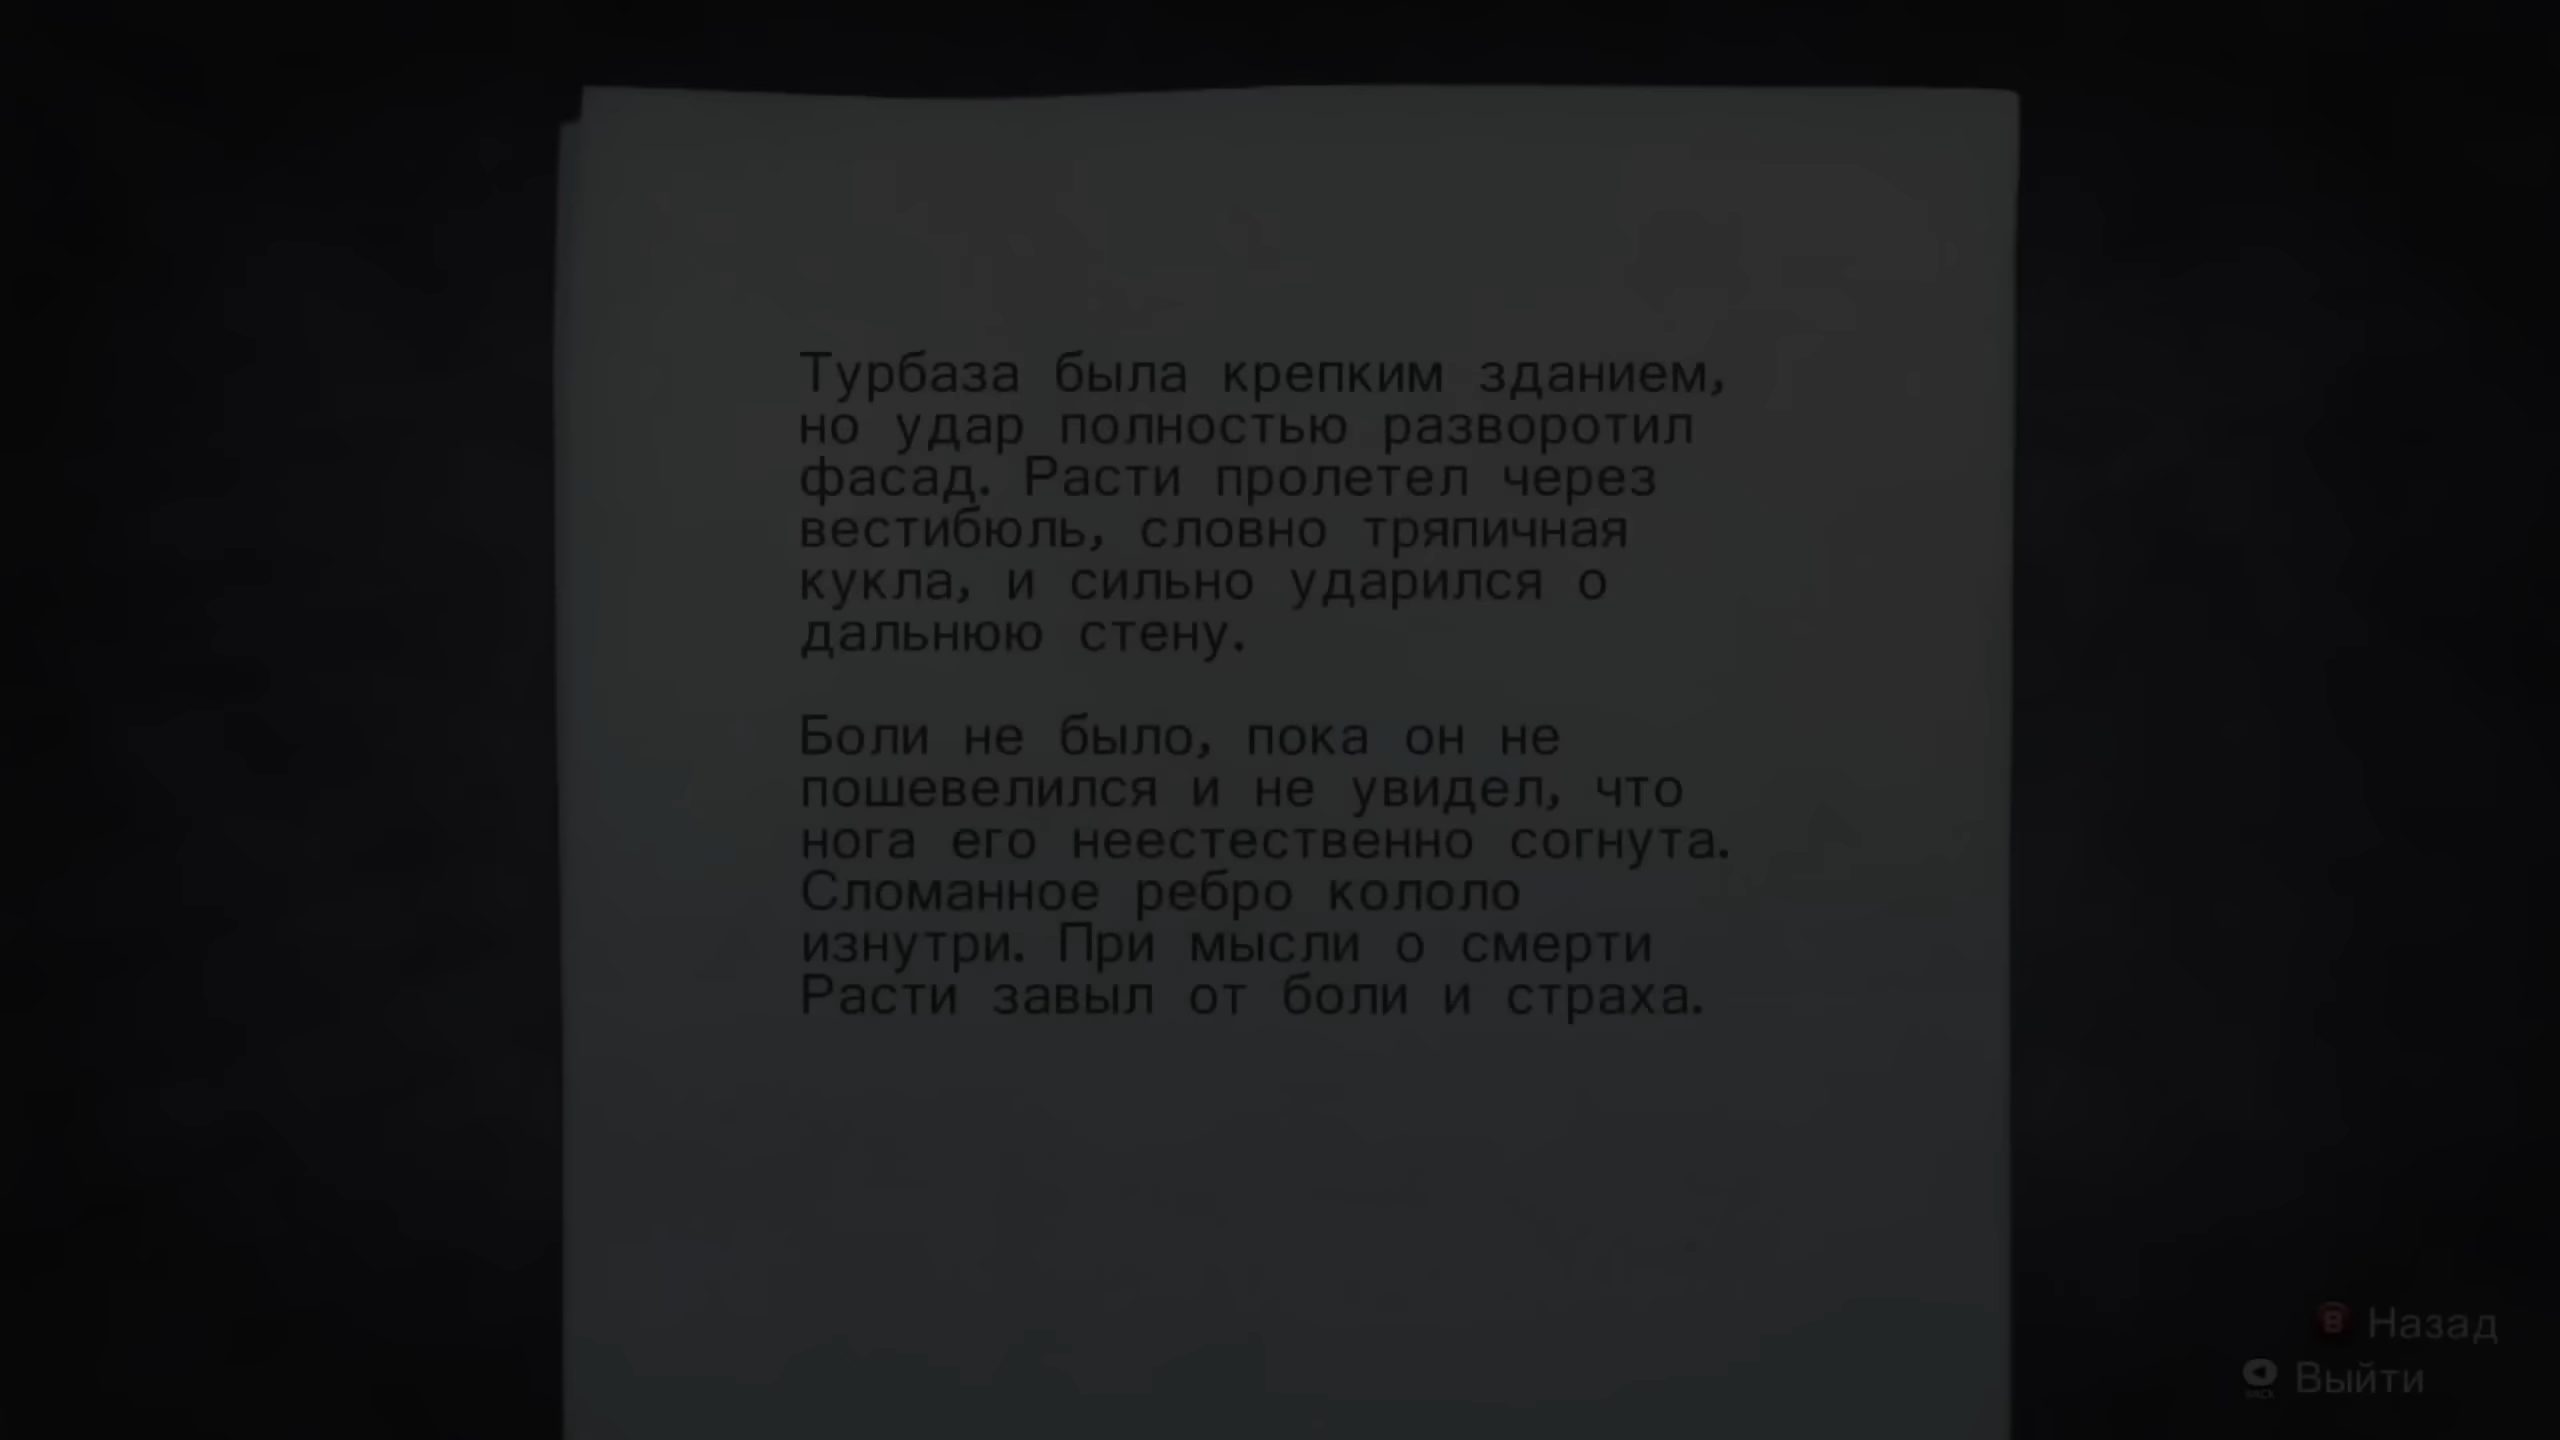 Турбаза была крепким зданием,
но удар полностью разворотил
фасад. Расти пролетел через
вестибюль, словно тряпичная
кукла, и сильно ударился о
дальнюю стену.
Боли не было, пока он не
пошевелился и не увидел, что
нога его неестественно согнута.
Сломанное ребро кололо
изнутри. При мысли о смерти
Расти завыл от боли и страха.
B Назад
BACK Выйти